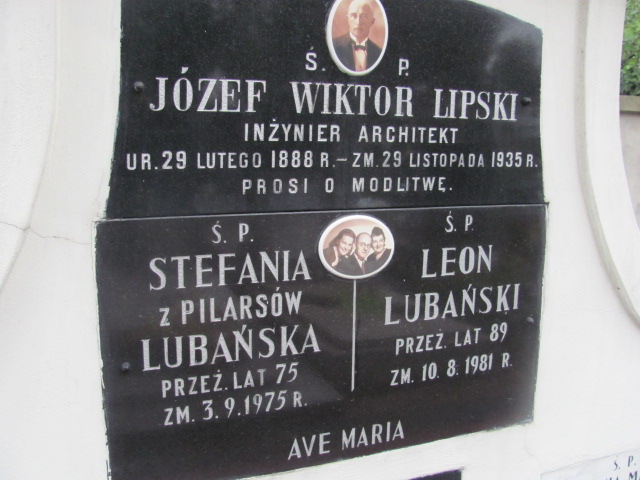 Ś. P.
JÓZEF WIKTOR LIPSKI
INŻYNIER ARCHITEKT
UR. 29 LUTEGO 1888 R. – ZM. 29 LISTOPADA 1935 R.
PROSI O MODLITWĘ.
Ś. P.
STEFANIA
z PILARSÓW
LUBAŃSKA
PRZEŻ. LAT 75
ZM. 3.9.1975 R.
Ś. P.
LEON
LUBAŃSKI
PRZEŻ. LAT 89
ZM. 10.8.1981 R.
AVE MARIA
Ś. P.